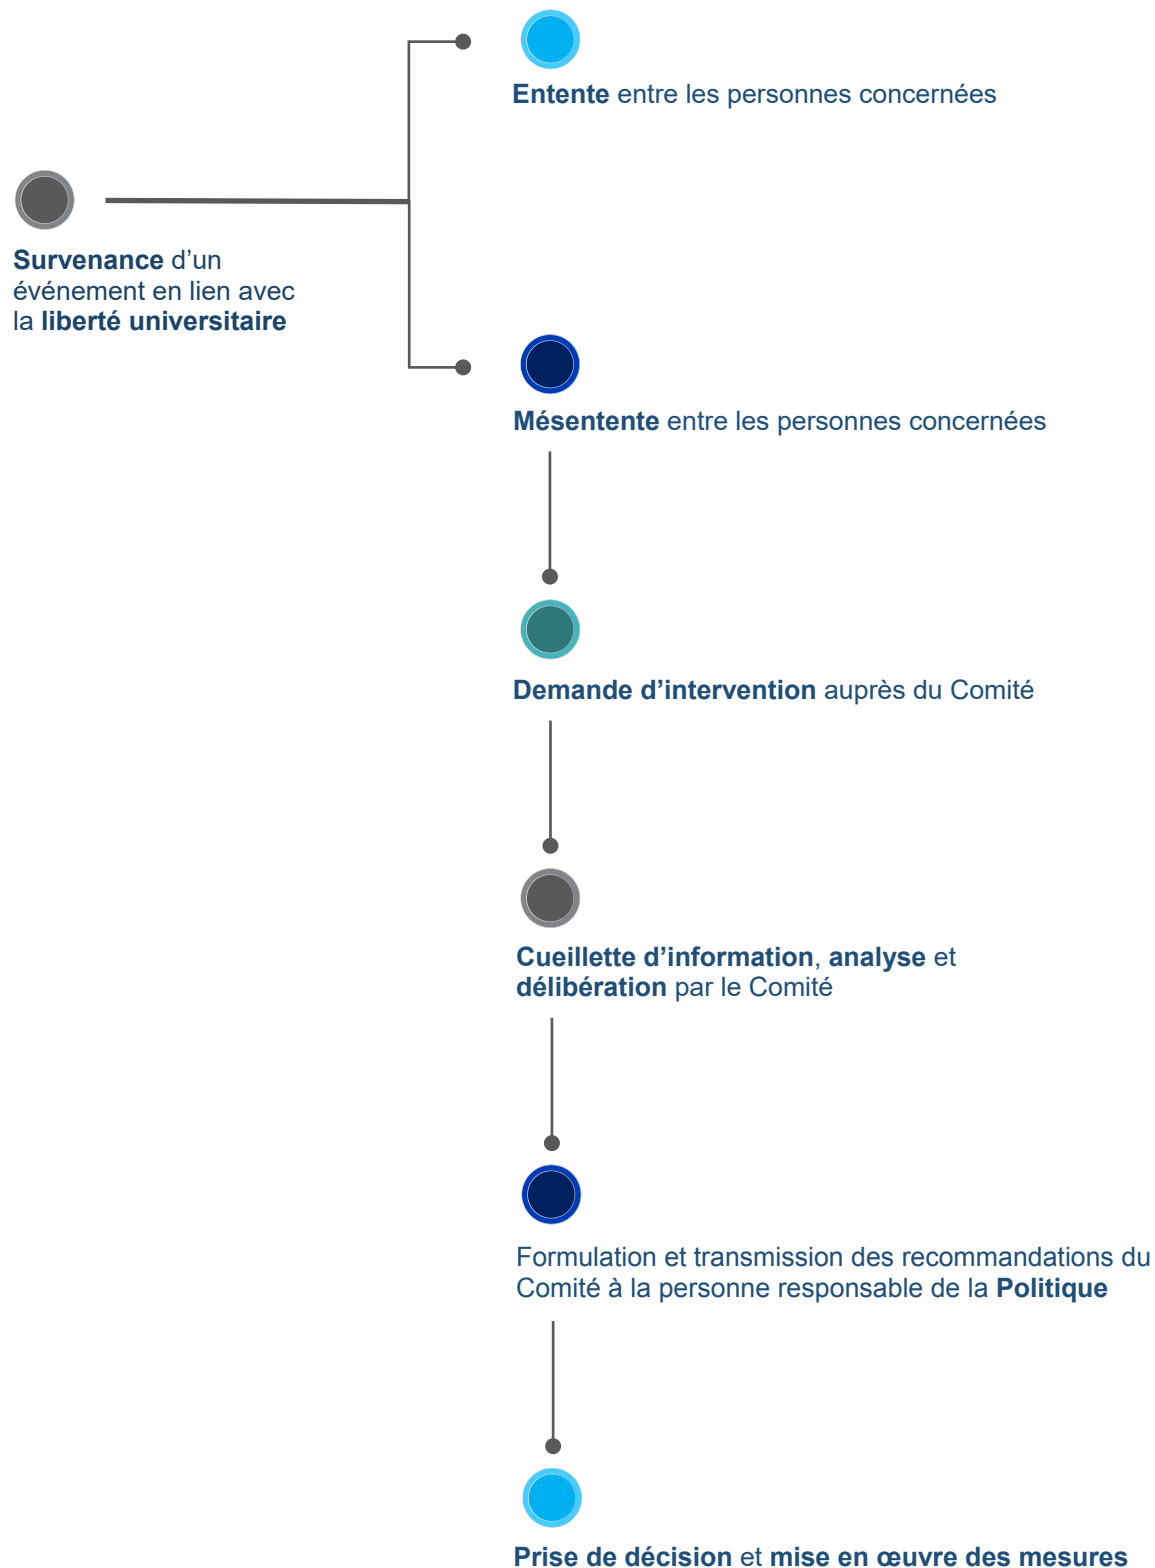 Entente entre les personnes concernées
Survenance d’un
événement en lien avec
la liberté universitaire
Mésentente entre les personnes concernées
Demande d’intervention auprès du Comité
Cueillette d’information, analyse et
délibération par le Comité
Formulation et transmission des recommandations du
Comité à la personne responsable de la Politique
Prise de décision et mise en œuvre des mesures